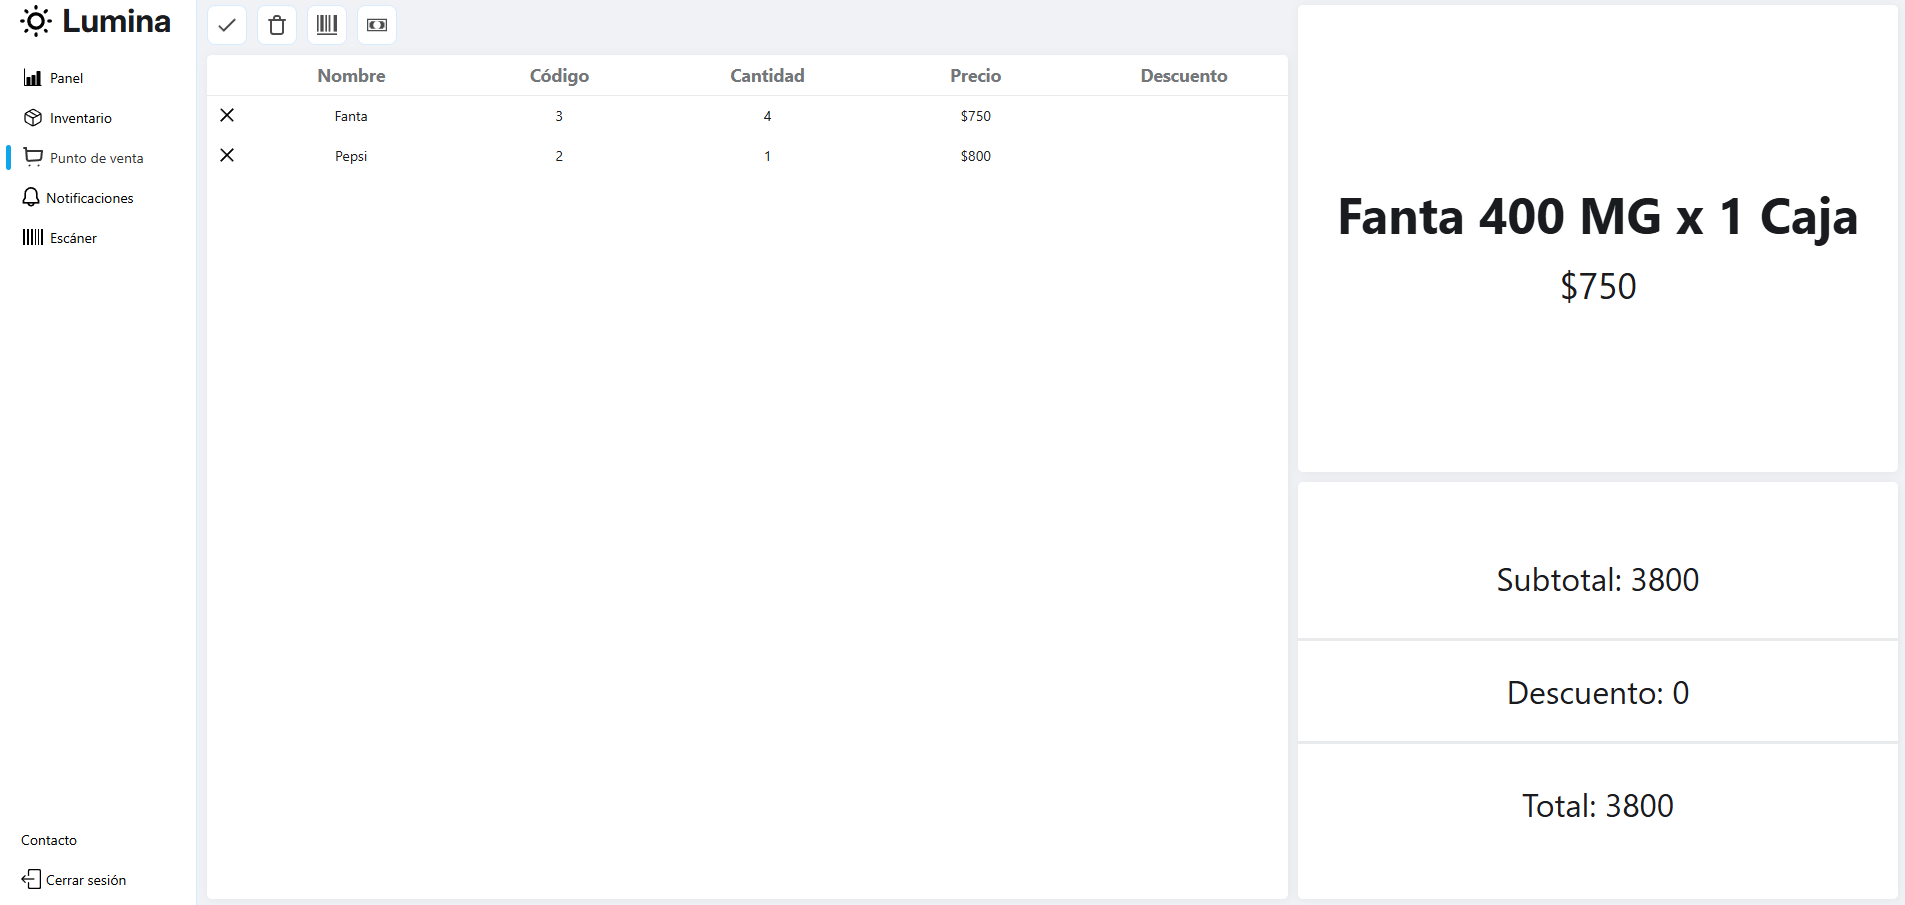 Lumina
Panel
Inventario
Punto de venta
Notificaciones
Escáner
Contacto
Cerrar sesión
Nombre Código Cantidad Precio Descuento
Fanta 3 4 $750
Pepsi 2 1 $800
Fanta 400 MG x 1 Caja
$750
Subtotal: 3800
Descuento: 0
Total: 3800